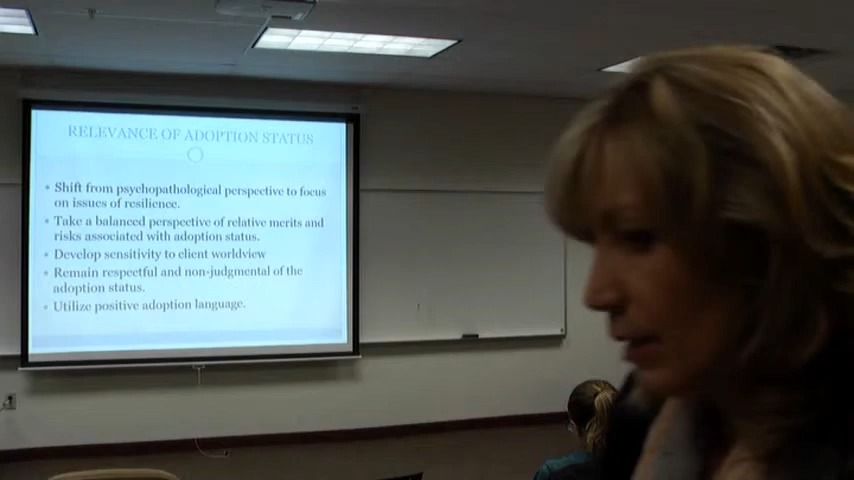 RELEVANCE OF ADOPTION STATUS
• Shift from psychopathological perspective to focus
on issues of resilience.
• Take a balanced perspective of relative merits and
risks associated with adoption status.
• Develop sensitivity to client worldview
• Remain respectful and non-judgmental of the
adoption status.
• Utilize positive adoption language.